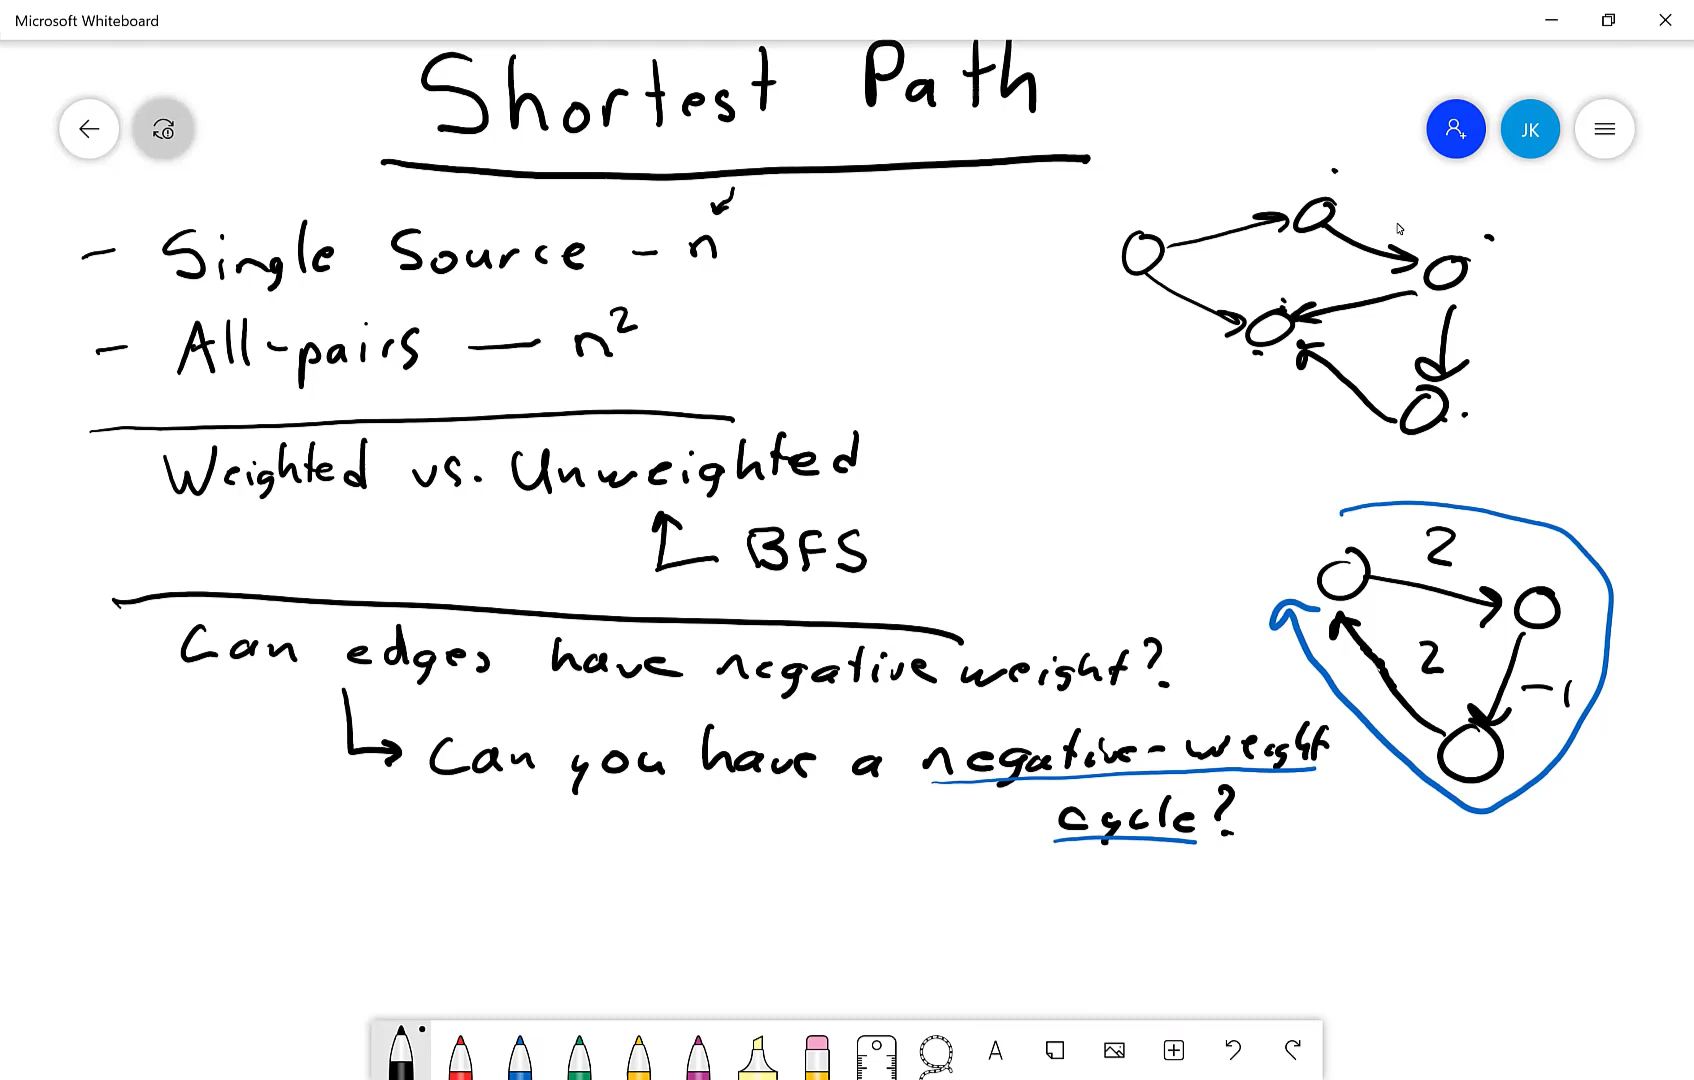 Microsoft Whiteboard
Shortest Path
JK
- Single Source - n
- All-pairs - n²
Weighted vs. Unweighted
BFS
2
Can edges have negative weight?
2
-1
Can you have a negative-weight
cycle?
A